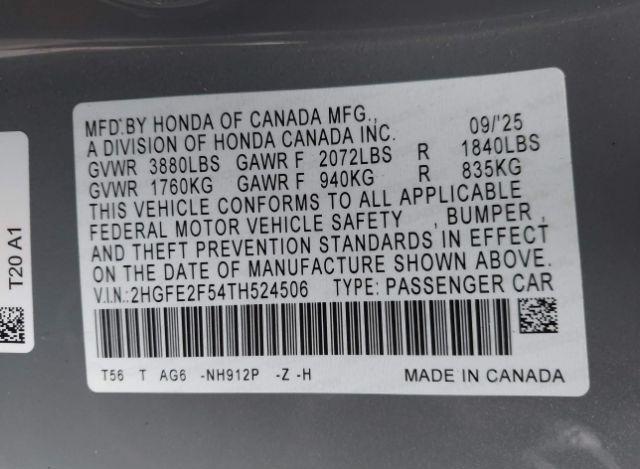 MFD.BY HONDA OF CANADA MFG., 09/'25
A DIVISION OF HONDA CANADA INC.
GVWR 3880LBS GAWR F 2072LBS R 1840LBS
GVWR 1760KG GAWR F 940KG R 835KG
THIS VEHICLE CONFORMS TO ALL APPLICABLE
FEDERAL MOTOR VEHICLE SAFETY , BUMPER ,
AND THEFT PREVENTION STANDARDS IN EFFECT
ON THE DATE OF MANUFACTURE SHOWN ABOVE.
V.I.N.:2HGFE2F54TH524506 TYPE: PASSENGER CAR
T56 T AG6 -NH912P -Z -H MADE IN CANADA
T20 A1